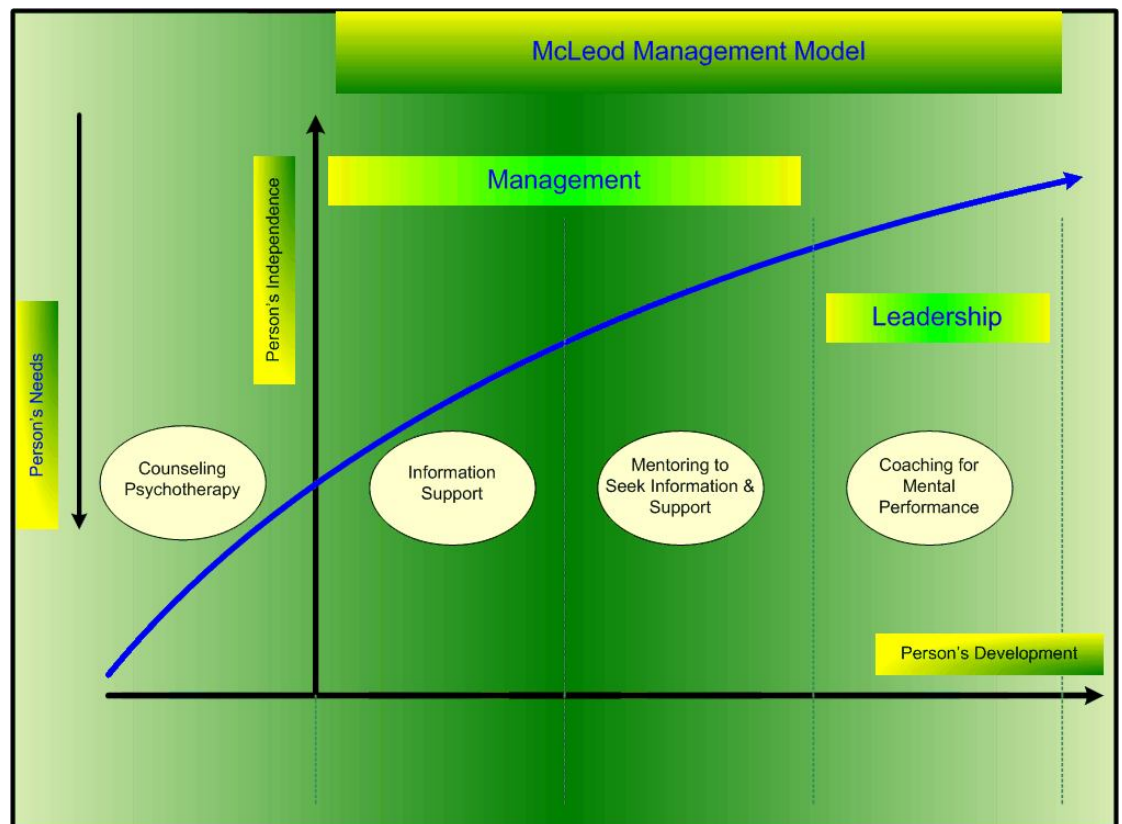 McLeod Management Model
Management
Person's Independence
Leadership
Person's Needs
Counseling
Psychotherapy
Information
Support
Mentoring to
Seek Information &
Support
Coaching for
Mental
Performance
Person's Development